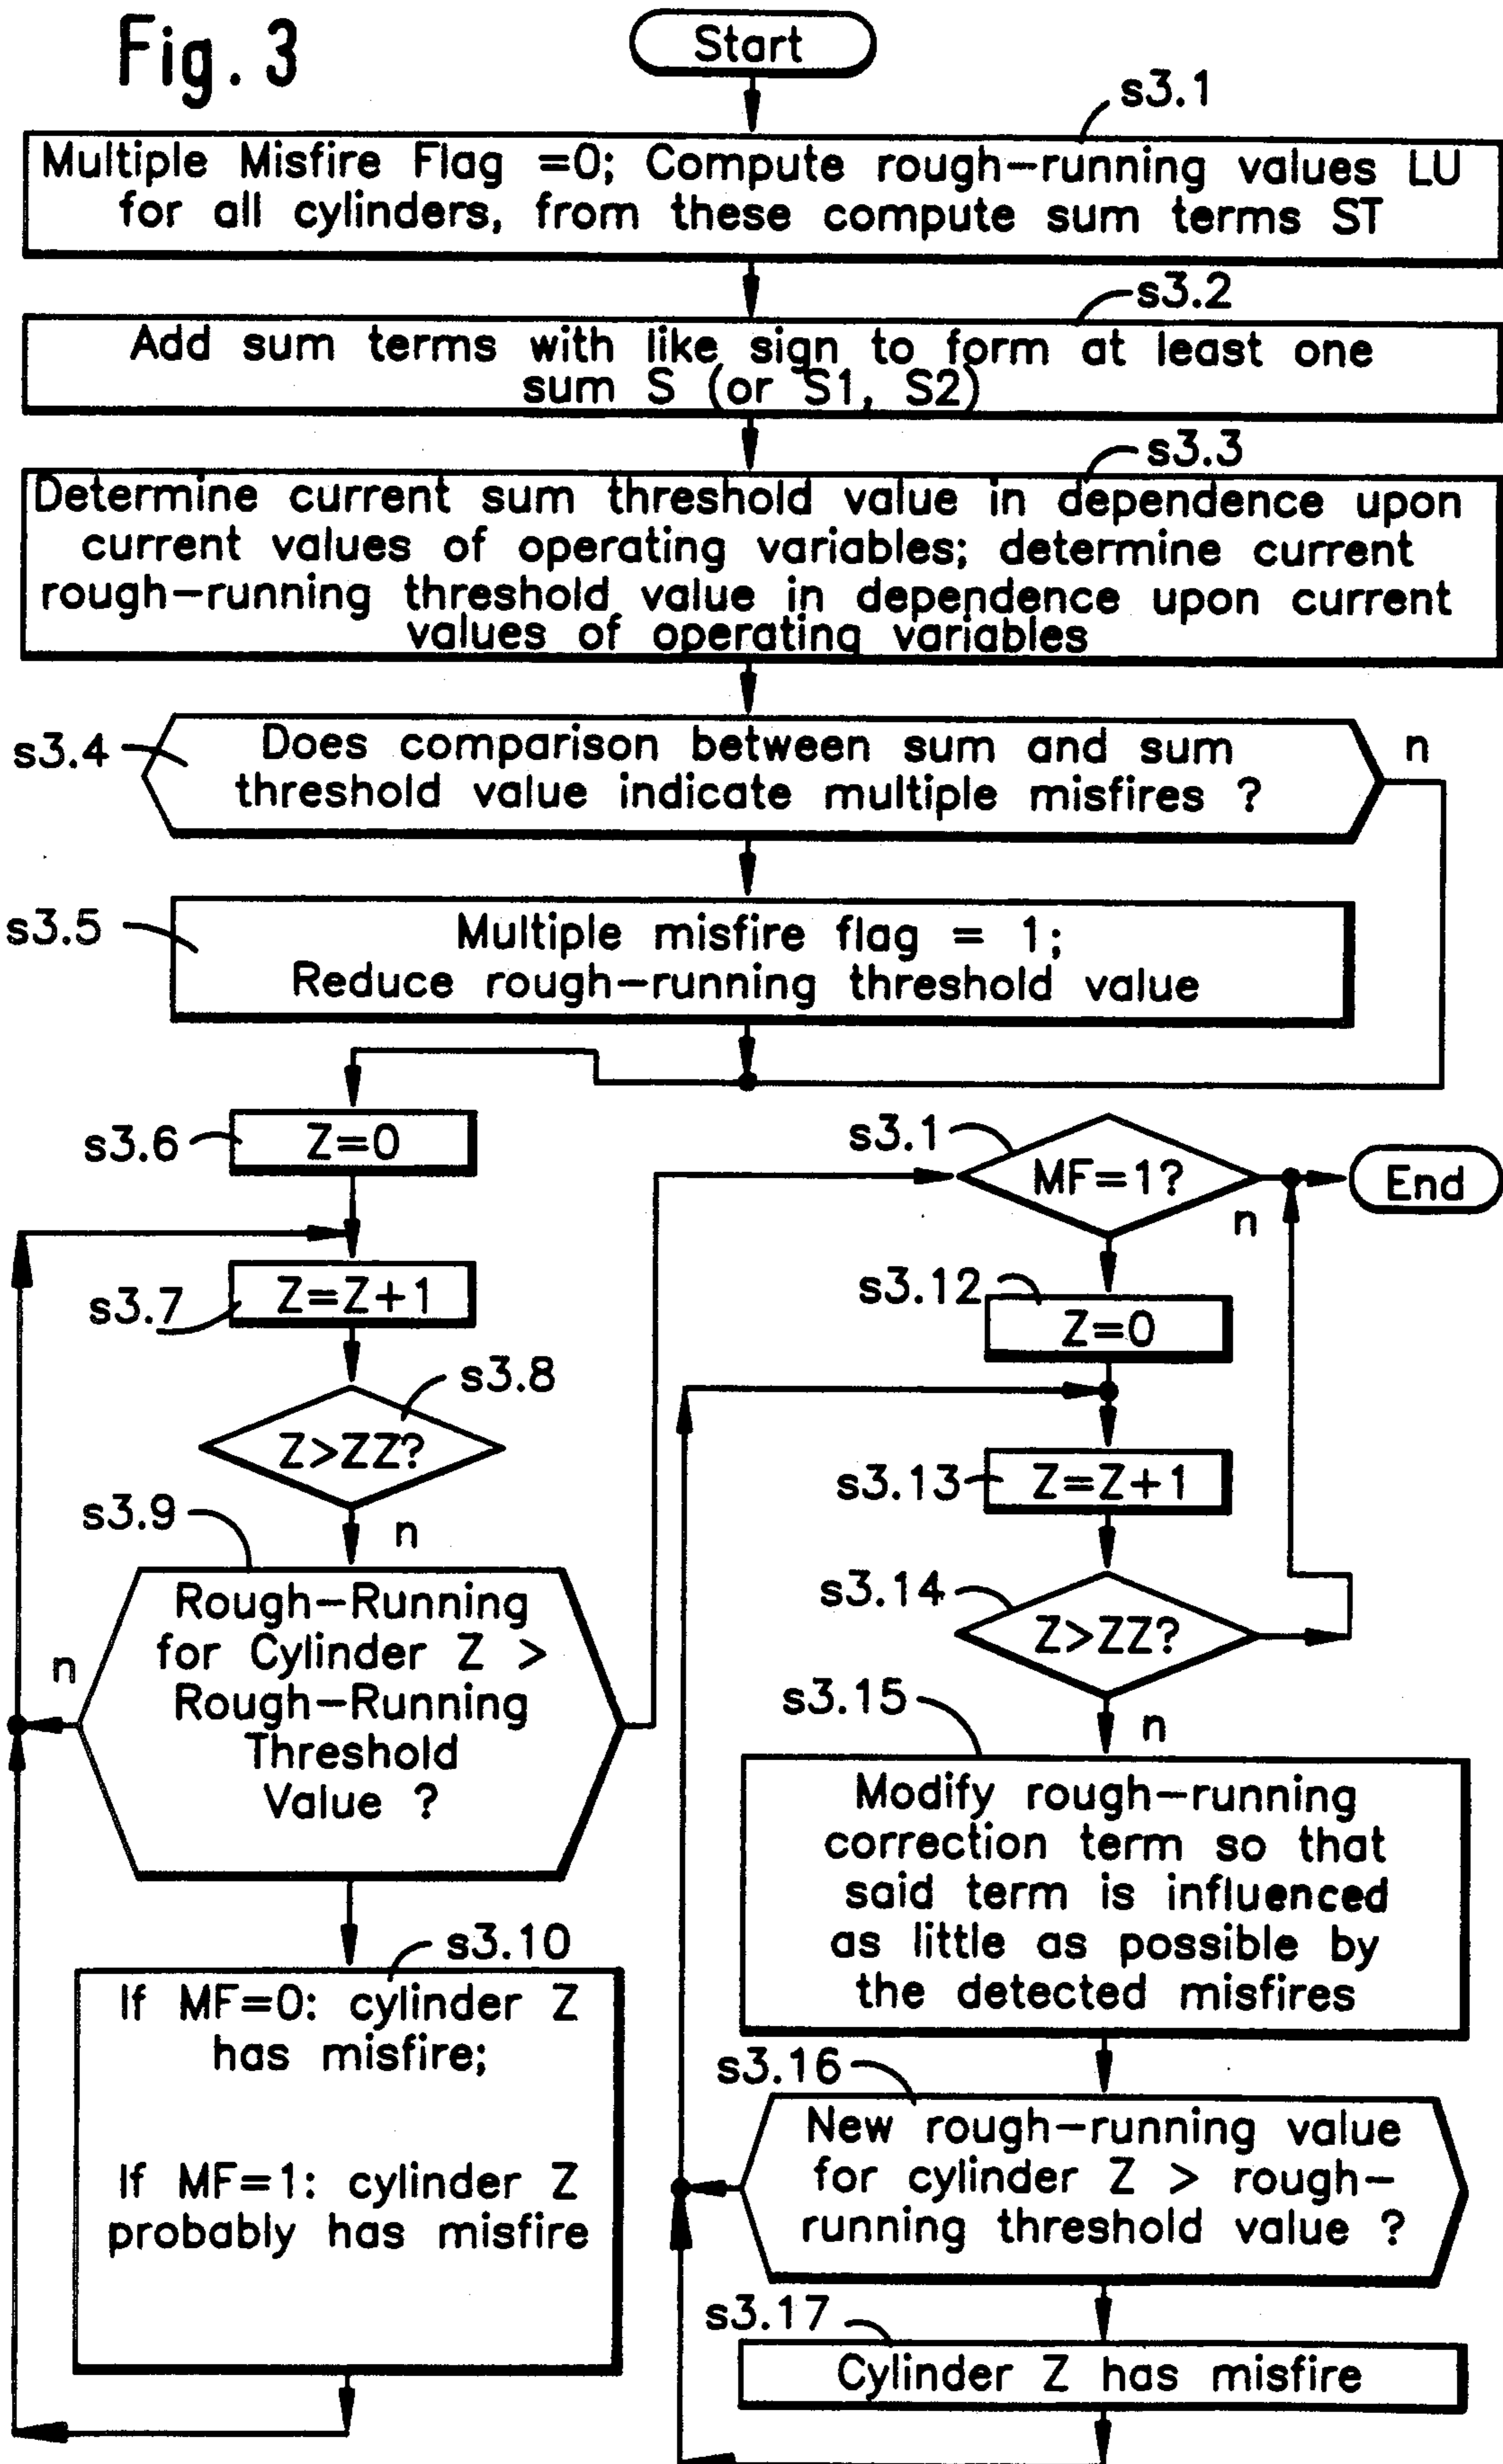 Fig. 3
Start
s3.1
Multiple Misfire Flag =0; Compute rough-running values LU
for all cylinders, from these compute sum terms ST
s3.2
Add sum terms with like sign to form at least one
sum S (or S1, S2)
s3.3
Determine current sum threshold value in dependence upon
current values of operating variables; determine current
rough-running threshold value in dependence upon current
values of operating variables
s3.4
Does comparison between sum and sum
threshold value indicate multiple misfires ?
n
s3.5
Multiple misfire flag = 1;
Reduce rough-running threshold value
s3.6
Z=0
s3.7
Z=Z+1
s3.8
Z>ZZ?
n
s3.9
Rough-Running
for Cylinder Z >
Rough-Running
Threshold
Value ?
n
s3.10
If MF=0: cylinder Z
has misfire;
If MF=1: cylinder Z
probably has misfire
s3.1
MF=1?
n
End
s3.12
Z=0
s3.13
Z=Z+1
s3.14
Z>ZZ?
n
s3.15
Modify rough-running
correction term so that
said term is influenced
as little as possible by
the detected misfires
s3.16
New rough-running value
for cylinder Z > rough-
running threshold value ?
s3.17
Cylinder Z has misfire